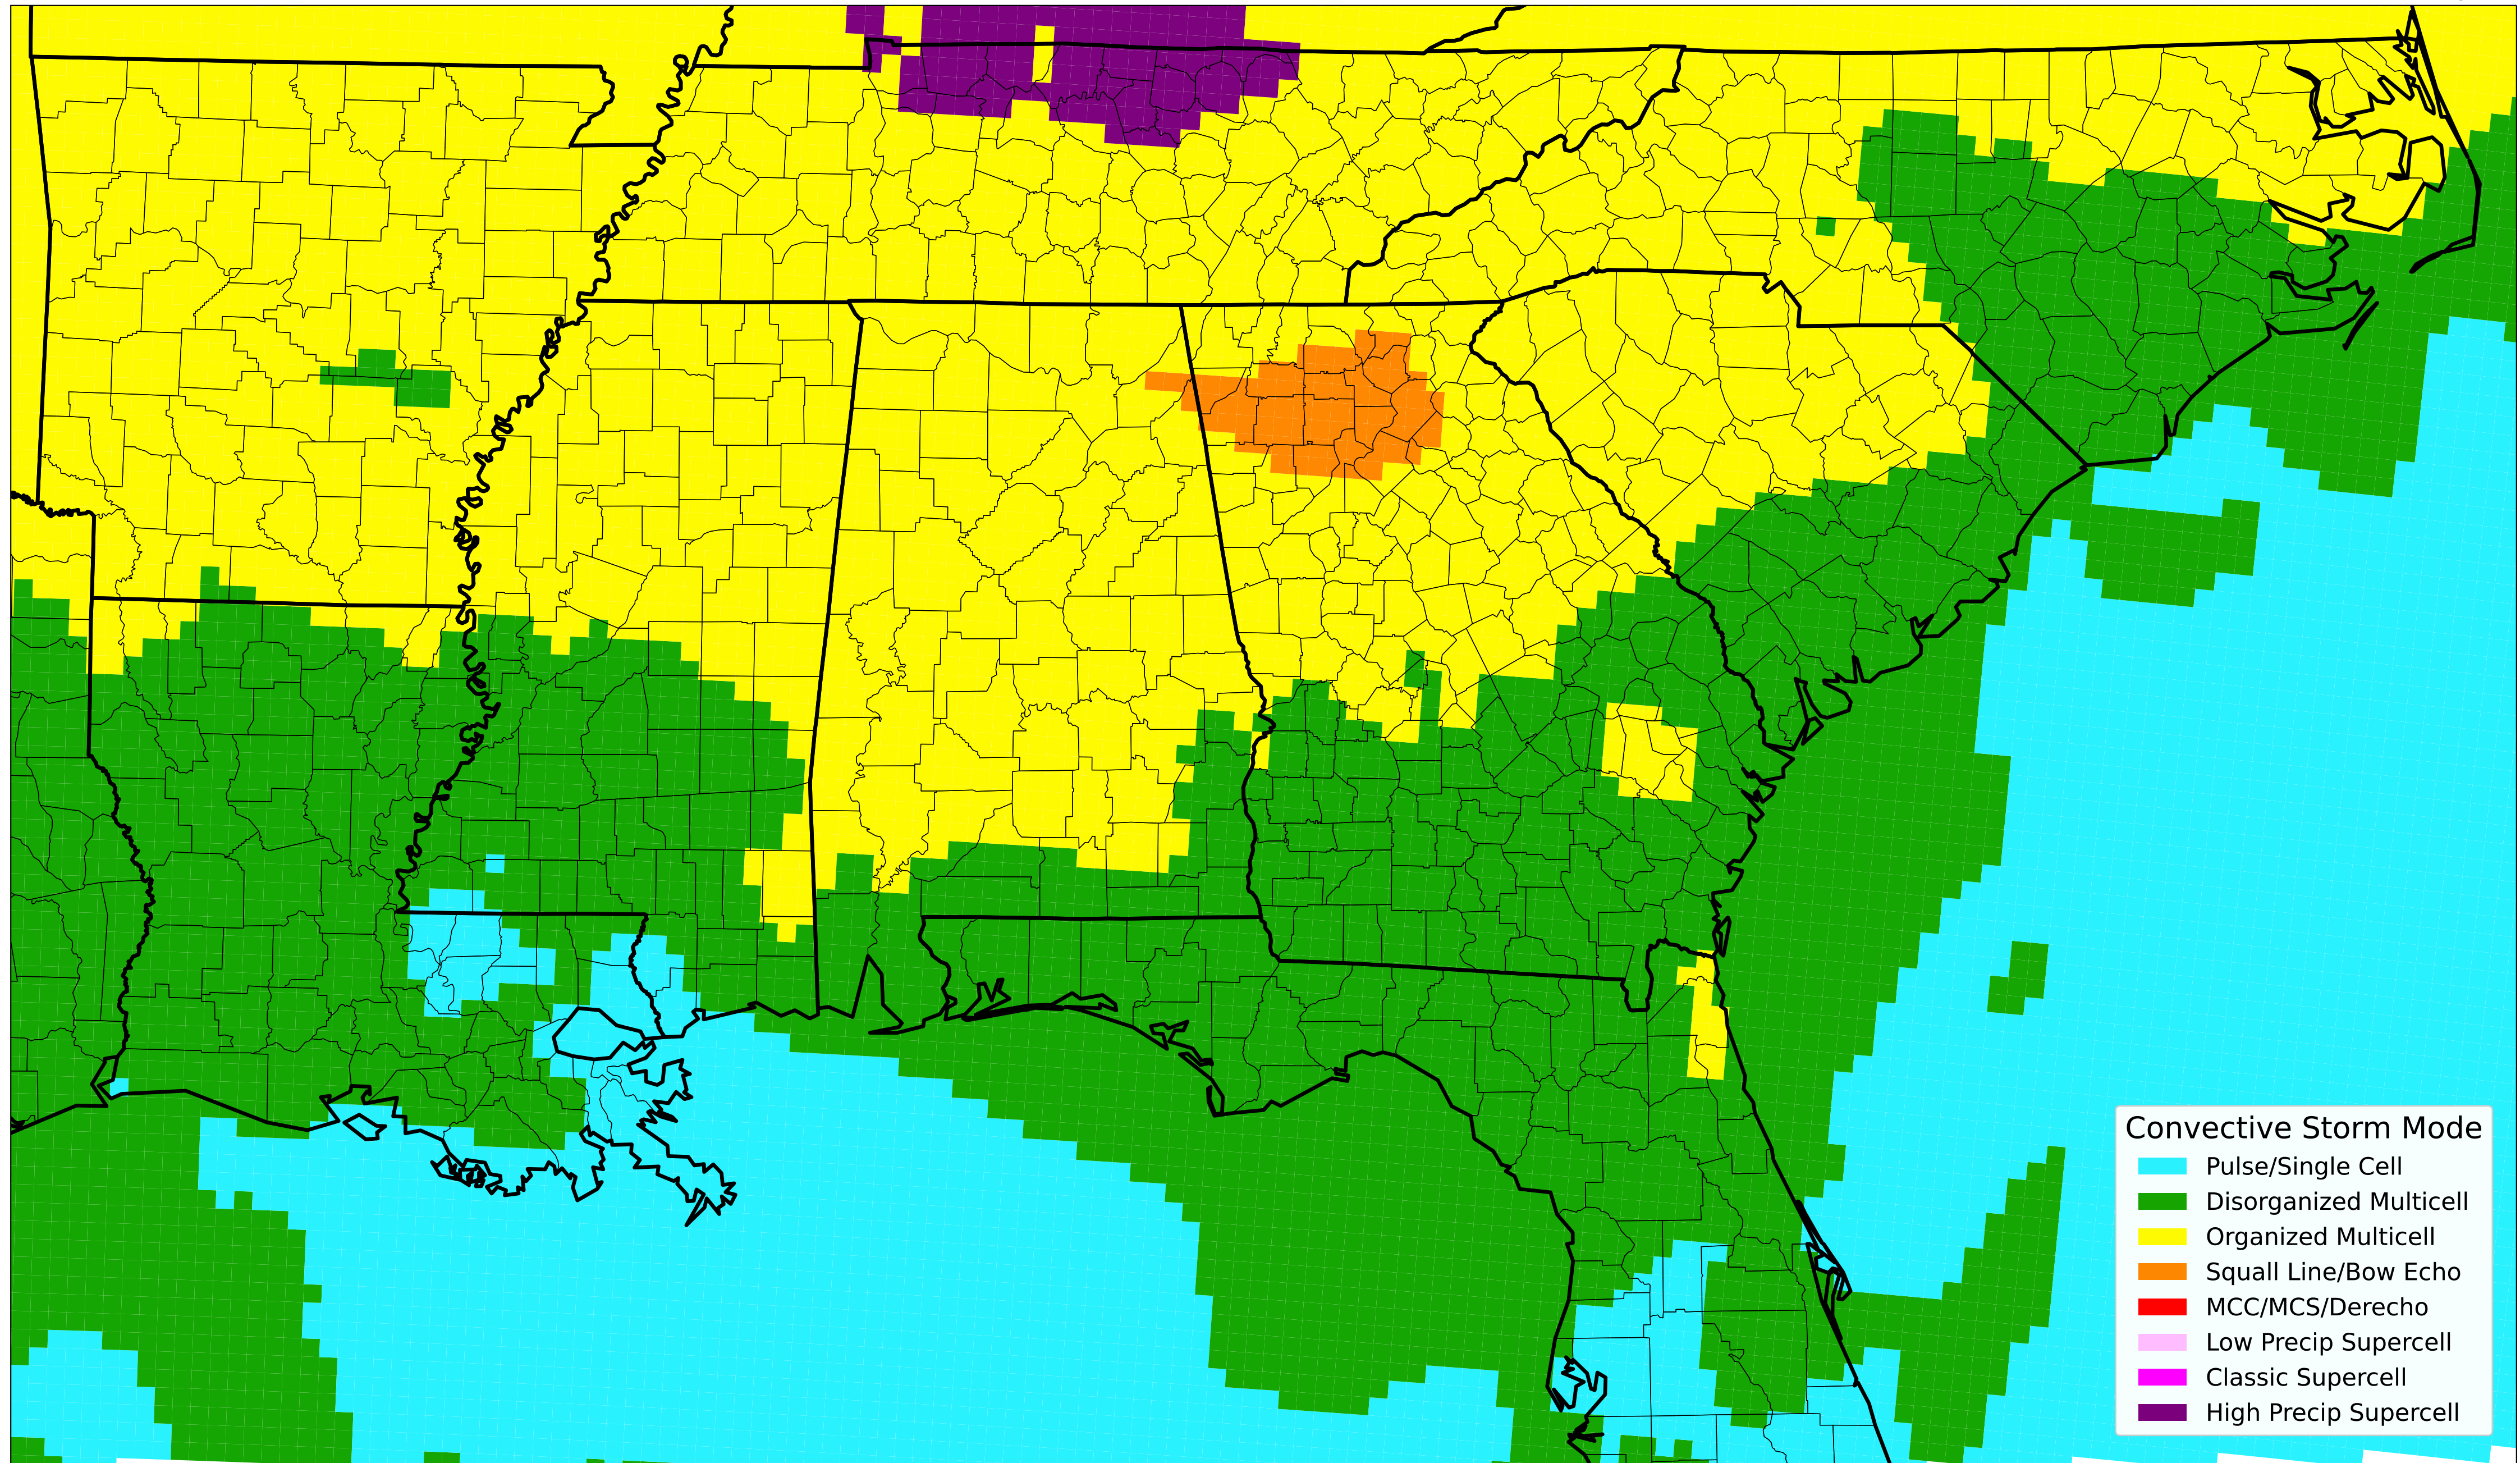 Convective Storm Mode
Pulse/Single Cell
Disorganized Multicell
Organized Multicell
Squall Line/Bow Echo
MCC/MCS/Derecho
Low Precip Supercell
Classic Supercell
High Precip Supercell